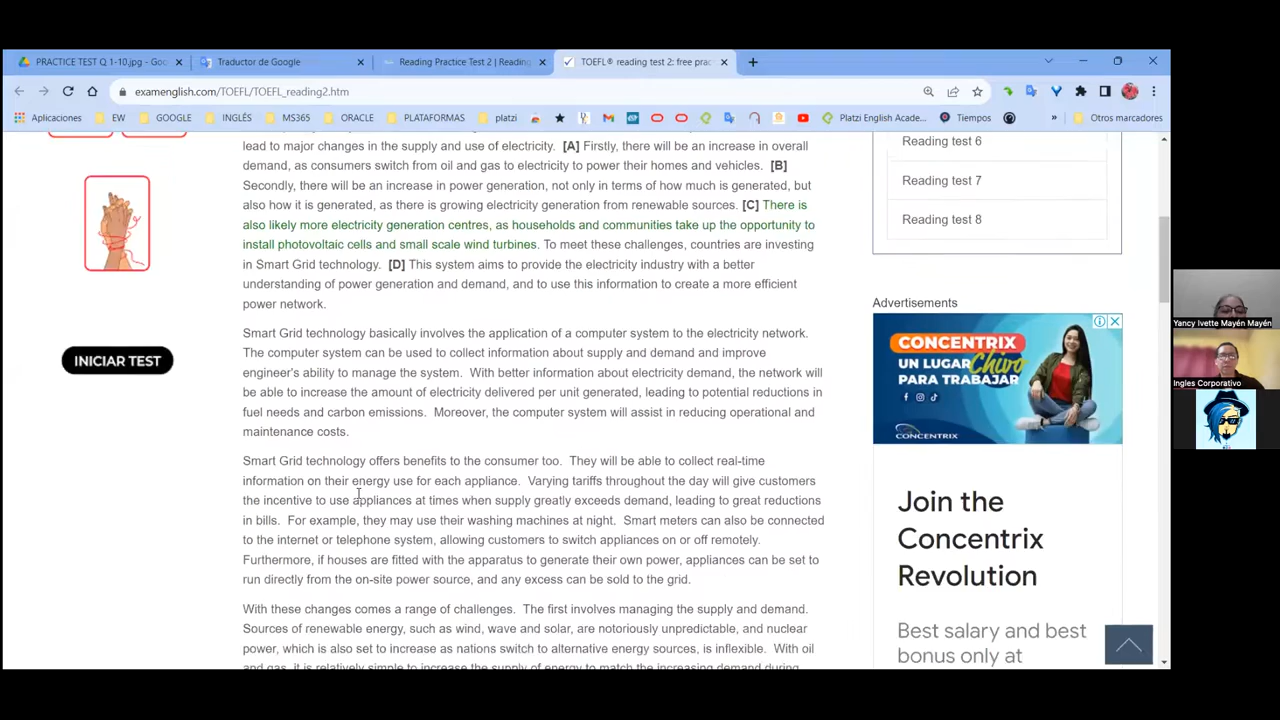 PRACTICE TEST Q 1-10.jpg - Goo
Traductor de Google
Reading Practice Test 2 | Reading
TOEFL® reading test 2: free prac
examenglish.com/TOEFL/TOEFL_reading2.htm
Aplicaciones
EW
GOOGLE
INGLÉS
MS365
ORACLE
PLATAFORMAS
platzi
Platzi English Acade...
Tiempos
Otros marcadores
lead to major changes in the supply and use of electricity. [A] Firstly, there will be an increase in overall
demand, as consumers switch from oil and gas to electricity to power their homes and vehicles. [B]
Secondly, there will be an increase in power generation, not only in terms of how much is generated, but
also how it is generated, as there is growing electricity generation from renewable sources. [C] There is
also likely more electricity generation centres, as households and communities take up the opportunity to
install photovoltaic cells and small scale wind turbines. To meet these challenges, countries are investing
in Smart Grid technology. [D] This system aims to provide the electricity industry with a better
understanding of power generation and demand, and to use this information to create a more efficient
power network.
Smart Grid technology basically involves the application of a computer system to the electricity network.
The computer system can be used to collect information about supply and demand and improve
engineer's ability to manage the system. With better information about electricity demand, the network will
be able to increase the amount of electricity delivered per unit generated, leading to potential reductions in
fuel needs and carbon emissions. Moreover, the computer system will assist in reducing operational and
maintenance costs.
Smart Grid technology offers benefits to the consumer too. They will be able to collect real-time
information on their energy use for each appliance. Varying tariffs throughout the day will give customers
the incentive to use appliances at times when supply greatly exceeds demand, leading to great reductions
in bills. For example, they may use their washing machines at night. Smart meters can also be connected
to the internet or telephone system, allowing customers to switch appliances on or off remotely.
Furthermore, if houses are fitted with the apparatus to generate their own power, appliances can be set to
run directly from the on-site power source, and any excess can be sold to the grid.
With these changes comes a range of challenges. The first involves managing the supply and demand.
Sources of renewable energy, such as wind, wave and solar, are notoriously unpredictable, and nuclear
power, which is also set to increase as nations switch to alternative energy sources, is inflexible. With oil
and gas, it is relatively simple to increase the supply of energy to match the increasing demand during
INICIAR TEST
Reading test 6
Reading test 7
Reading test 8
Advertisements
CONCENTRIX
UN LUGAR Chivo
PARA TRABAJAR
CONCENTRIX
Join the
Concentrix
Revolution
Best salary and best
bonus only at
Yancy Ivette Mayén Mayén
Ingles Corporativo